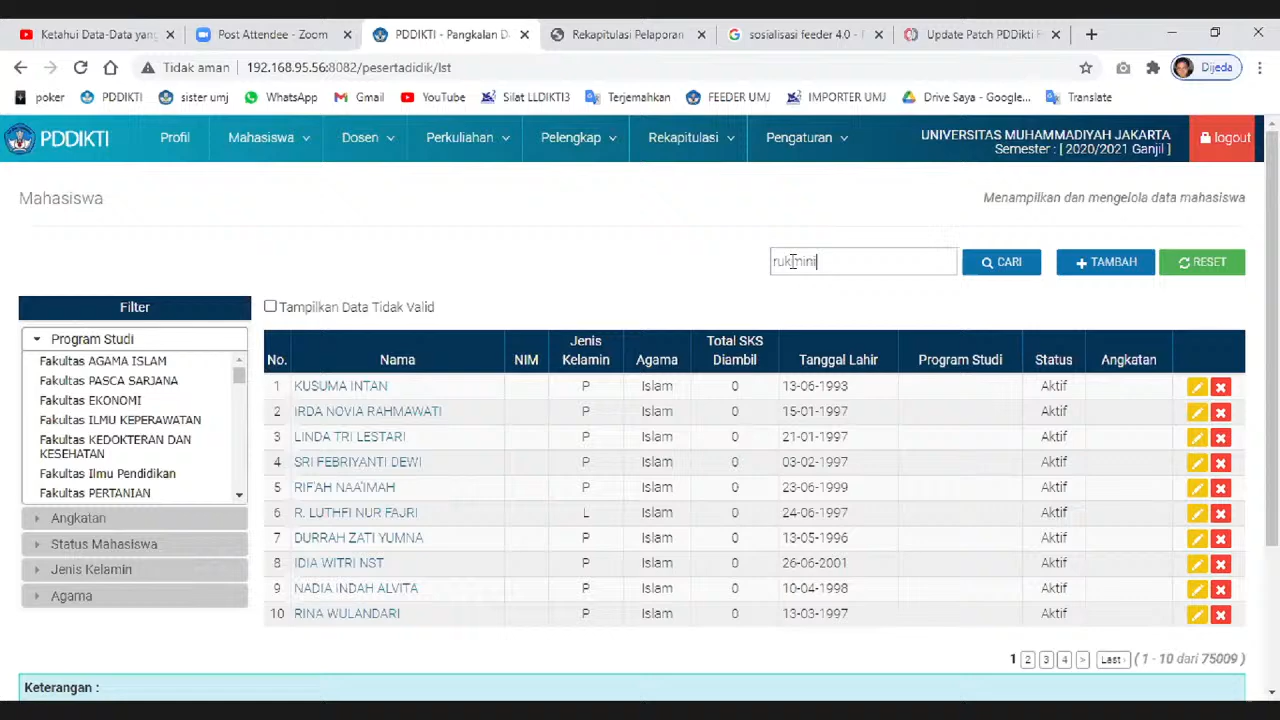 Ketahui Data-Data yang
Post Attendee - Zoom
PDDIKTI - Pangkalan D
Rekapitulasi Pelaporan
sosialisasi feeder 4.0 -
Update Patch PDDikti
Tidak aman
192.168.95.56:8082/pesertadidik/lst
Dijeda
poker
PDDIKTI
sister umj
WhatsApp
Gmail
YouTube
Silat LLDIKTI3
Terjemahkan
FEEDER UMJ
IMPORTER UMJ
Drive Saya - Google...
Translate
PDDIKTI
Profil
Mahasiswa
Dosen
Perkuliahan
Pelengkap
Rekapitulasi
Pengaturan
UNIVERSITAS MUHAMMADIYAH JAKARTA
Semester : [ 2020/2021 Ganjil ]
logout
Mahasiswa
Menampilkan dan mengelola data mahasiswa
rukmini
CARI
TAMBAH
RESET
Filter
Program Studi
Fakultas AGAMA ISLAM
Fakultas PASCA SARJANA
Fakultas EKONOMI
Fakultas ILMU KEPERAWATAN
Fakultas KEDOKTERAN DAN
KESEHATAN
Fakultas Ilmu Pendidikan
Fakultas PERTANIAN
Angkatan
Status Mahasiswa
Jenis Kelamin
Agama
Tampilkan Data Tidak Valid
No. Nama NIM Jenis Kelamin Agama Total SKS Diambil Tanggal Lahir Program Studi Status Angkatan
1 KUSUMA INTAN P Islam 0 13-06-1993 Aktif
2 IRDA NOVIA RAHMAWATI P Islam 0 15-01-1997 Aktif
3 LINDA TRI LESTARI P Islam 0 21-01-1997 Aktif
4 SRI FEBRIYANTI DEWI P Islam 0 03-02-1997 Aktif
5 RIF'AH NAA'IMAH P Islam 0 23-06-1999 Aktif
6 R. LUTHFI NUR FAJRI L Islam 0 24-06-1997 Aktif
7 DURRAH ZATI YUMNA P Islam 0 13-05-1996 Aktif
8 IDIA WITRI NST P Islam 0 26-06-2001 Aktif
9 NADIA INDAH ALVITA P Islam 0 10-04-1998 Aktif
10 RINA WULANDARI P Islam 0 13-03-1997 Aktif
1 2 3 4 > Last › ( 1 - 10 dari 75009 )
Keterangan :